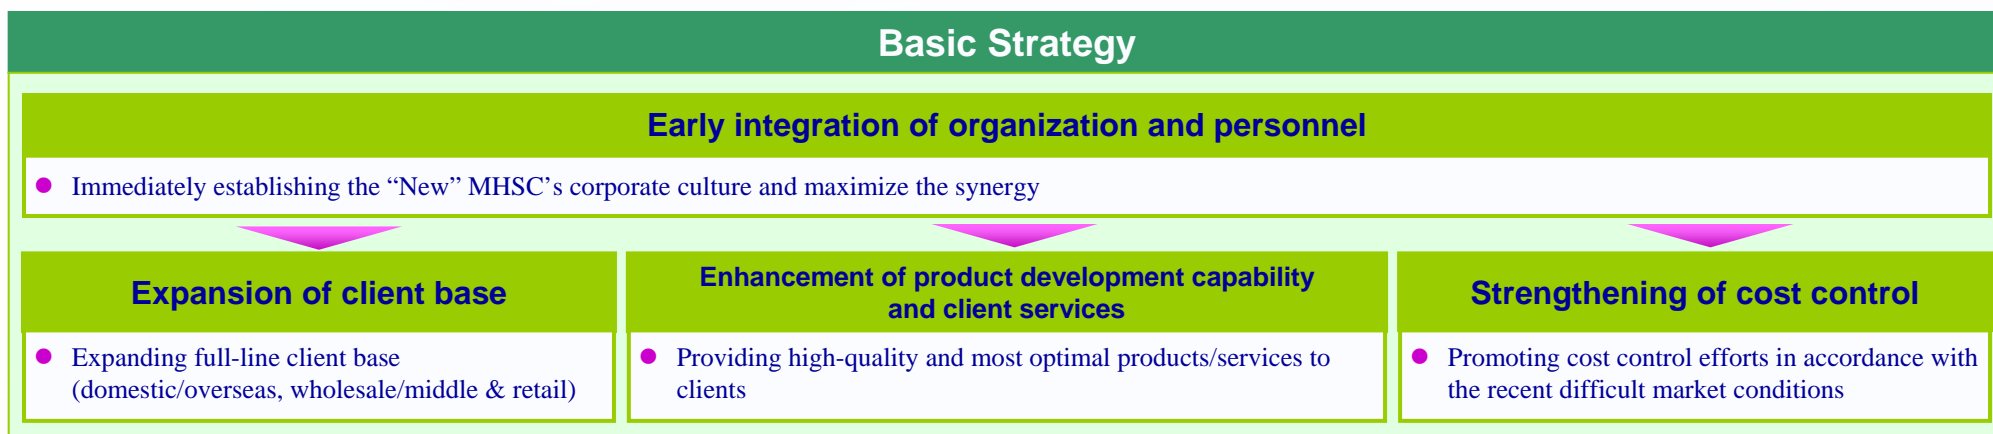 Basic Strategy
Early integration of organization and personnel
● Immediately establishing the “New” MHSC’s corporate culture and maximize the synergy
Expansion of client base
● Expanding full-line client base
(domestic/overseas, wholesale/middle & retail)
Enhancement of product development capability
and client services
● Providing high-quality and most optimal products/services to
clients
Strengthening of cost control
● Promoting cost control efforts in accordance with
the recent difficult market conditions